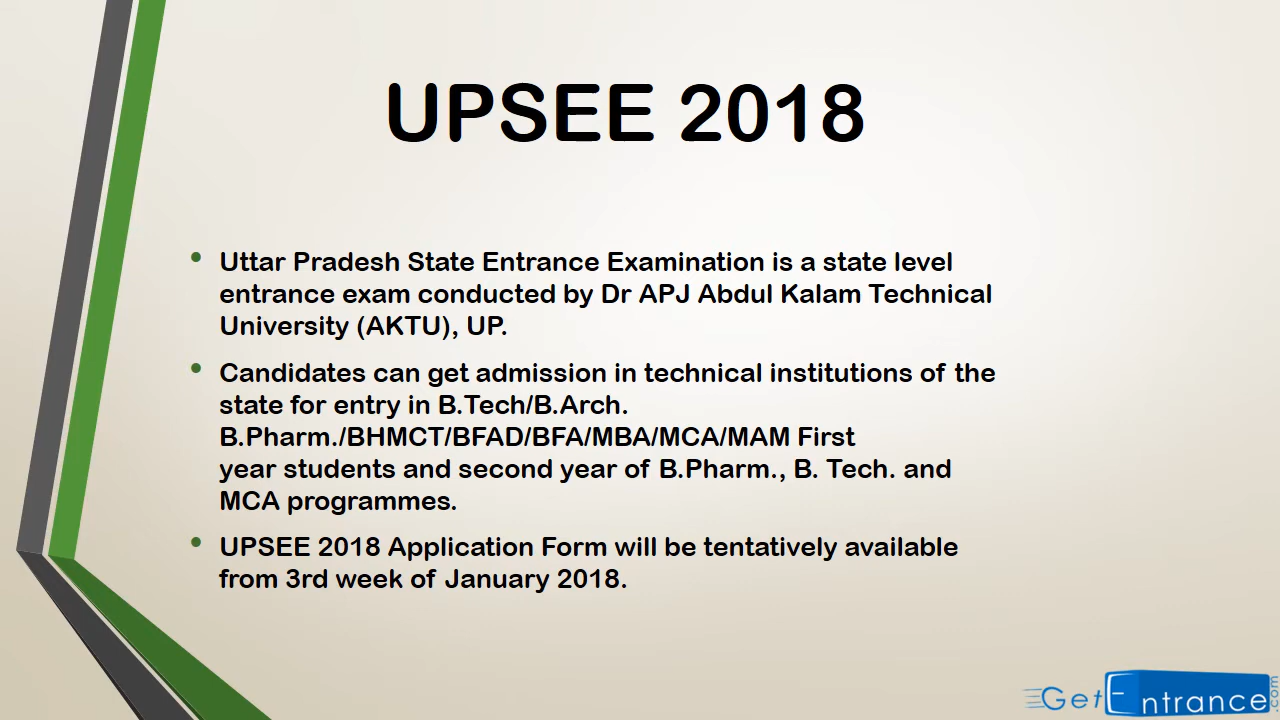 UPSEE 2018
• Uttar Pradesh State Entrance Examination is a state level
entrance exam conducted by Dr APJ Abdul Kalam Technical
University (AKTU), UP.
• Candidates can get admission in technical institutions of the
state for entry in B.Tech/B.Arch.
B.Pharm./BHMCT/BFAD/BFA/MBA/MCA/MAM First
year students and second year of B.Pharm., B. Tech. and
MCA programmes.
• UPSEE 2018 Application Form will be tentatively available
from 3rd week of January 2018.
GetEntrance.com